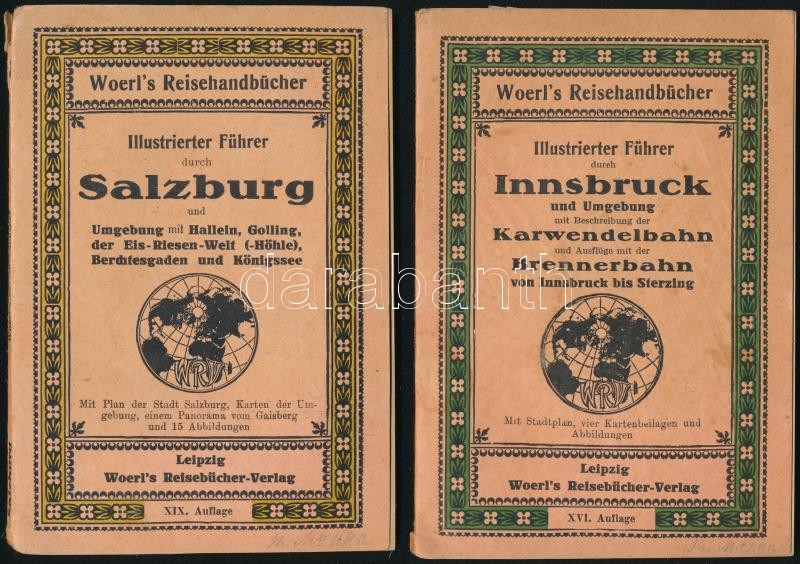 Woerl's Reisehandbücher
Illustrierter Führer
durch
Salzburg
und
Umgebung mit Hallein, Golling,
der Eis-Riesen-Welt (-Höhle),
Berchtesgaden und Königssee
WRV
Mit Plan der Stadt Salzburg, Karten der Um-
gebung, einem Panorama vom Gaisberg
und 15 Abbildungen
Leipzig
Woerl's Reisebücher-Verlag
XIX. Auflage
Woerl's Reisehandbücher
Illustrierter Führer
durch
Innsbruck
und Umgebung
mit Beschreibung der
Karwendelbahn
und Ausflüge mit der
Brennerbahn
von Innsbruck bis Sterzing
WRV
Mit Stadtplan, vier Kartenbeilagen und
Abbildungen
Leipzig
Woerl's Reisebücher-Verlag
XVI. Auflage
darabanth